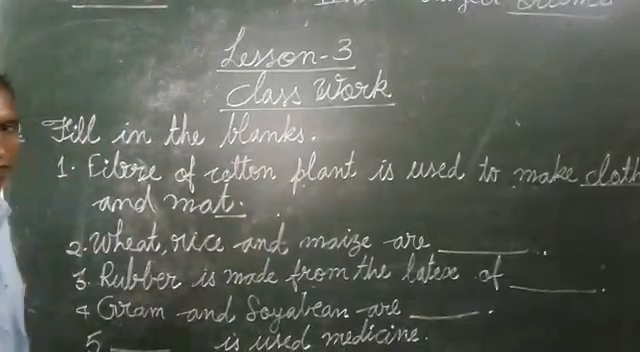 Lesson-3
Class Work
Fill in the blanks.
1. Fibre of cotton plant is used to make cloth
and mat.
2. Wheat, rice and maize are ________.
3. Rubber is made from the latex of ________.
4 Gram and Soyabean are ______.
5 ______ is used medicine.